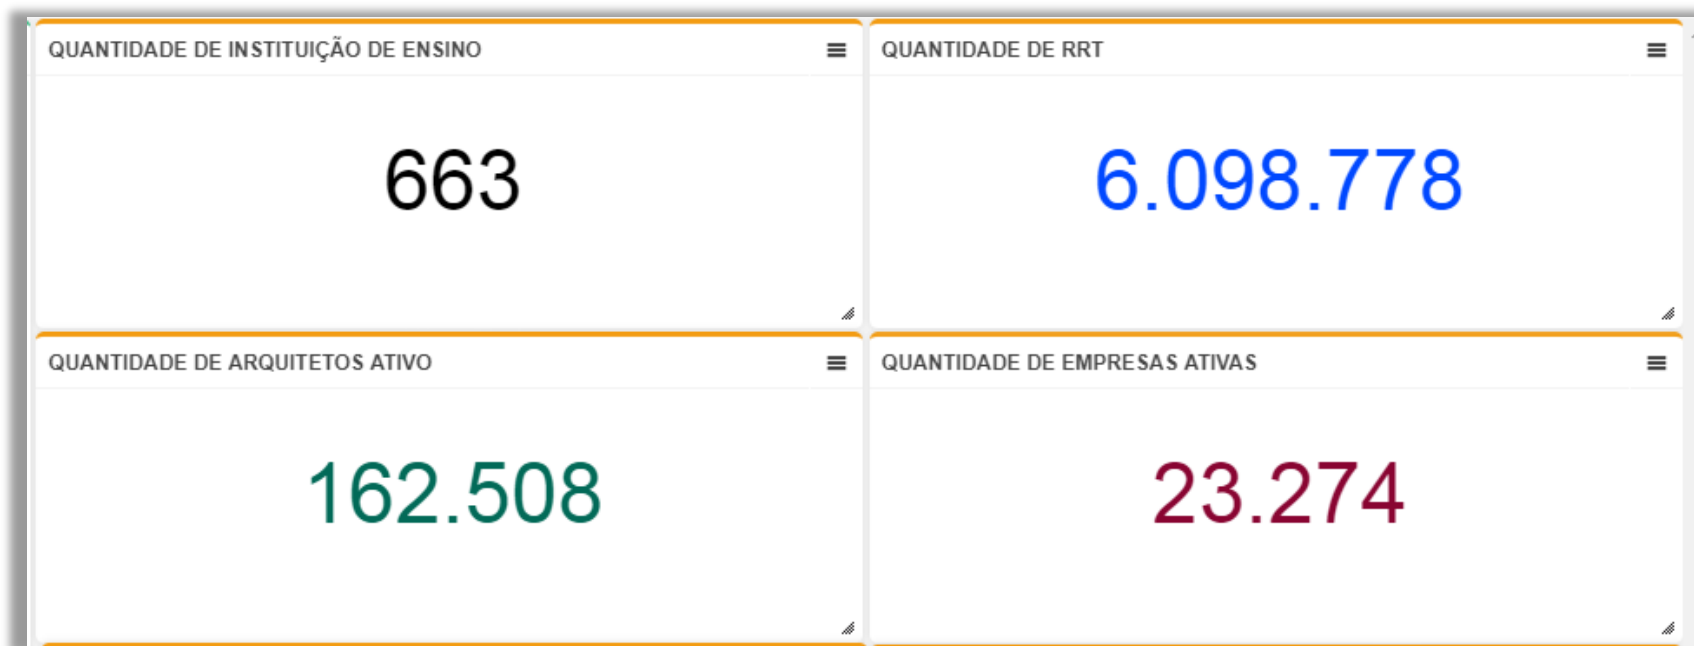 QUANTIDADE DE INSTITUIÇÃO DE ENSINO
663
QUANTIDADE DE RRT
6.098.778
QUANTIDADE DE ARQUITETOS ATIVO
162.508
QUANTIDADE DE EMPRESAS ATIVAS
23.274